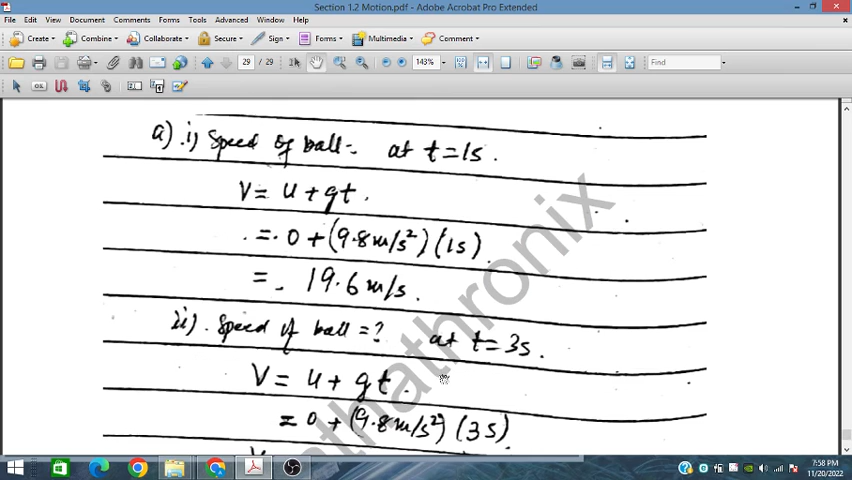 Section 1.2 Motion.pdf - Adobe Acrobat Pro Extended
File Edit View Document Comments Forms Tools Advanced Window Help
Create Combine Collaborate Secure Sign Forms Multimedia Comment
29 / 29 143% Find
a) i) Speed of ball = at t = 1s.
V = u + gt.
= 0 + (9.8 m/s²) (1s)
= 19.6 m/s.
ii). Speed of ball = ? at t = 3s.
V = u + gt.
= 0 + (9.8 m/s²) (3s)
mathathronix
7:58 PM
11/20/2022